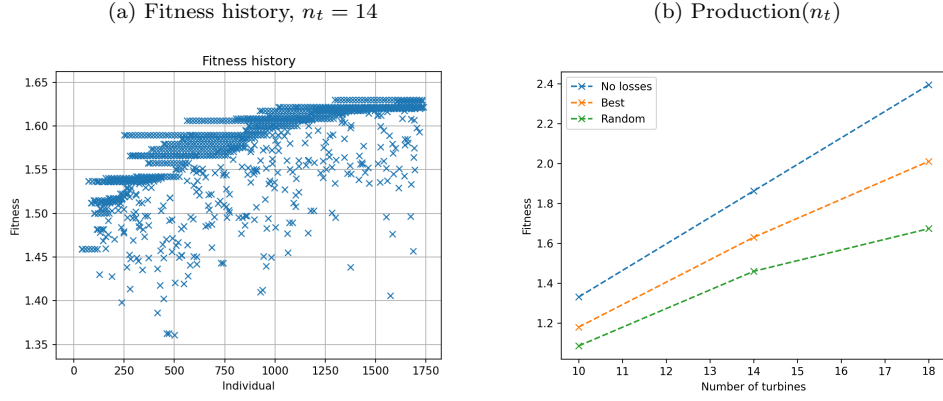 (a) Fitness history, n_t = 14
Fitness history
Fitness
1.65
1.60
1.55
1.50
1.45
1.40
1.35
0 250 500 750 1000 1250 1500 1750
Individual
(b) Production(n_t)
No losses
Best
Random
Fitness
2.4
2.2
2.0
1.8
1.6
1.4
1.2
10 11 12 13 14 15 16 17 18
Number of turbines